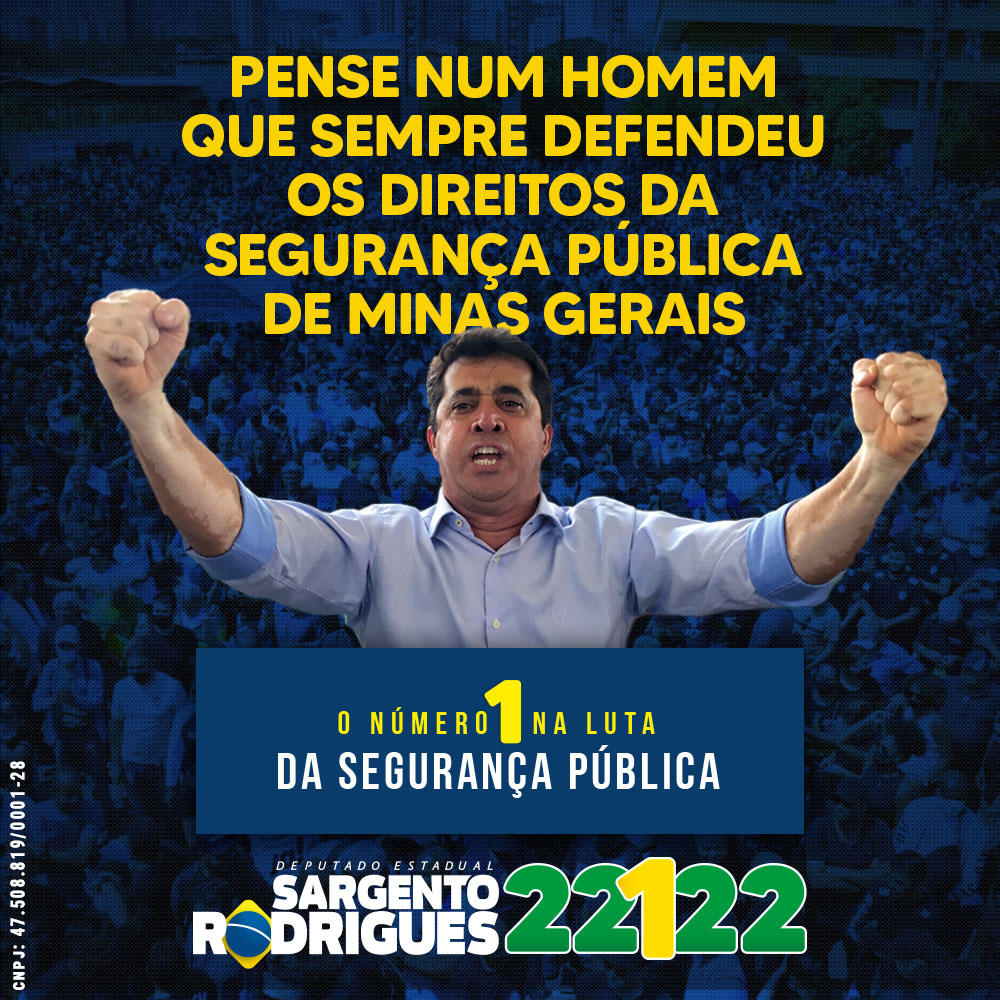 PENSE NUM HOMEM
QUE SEMPRE DEFENDEU
OS DIREITOS DA
SEGURANÇA PÚBLICA
DE MINAS GERAIS
O NÚMERO 1 NA LUTA
DA SEGURANÇA PÚBLICA
DEPUTADO ESTADUAL
SARGENTO
RODRIGUES
22122
CNPJ: 47.508.819/0001-28